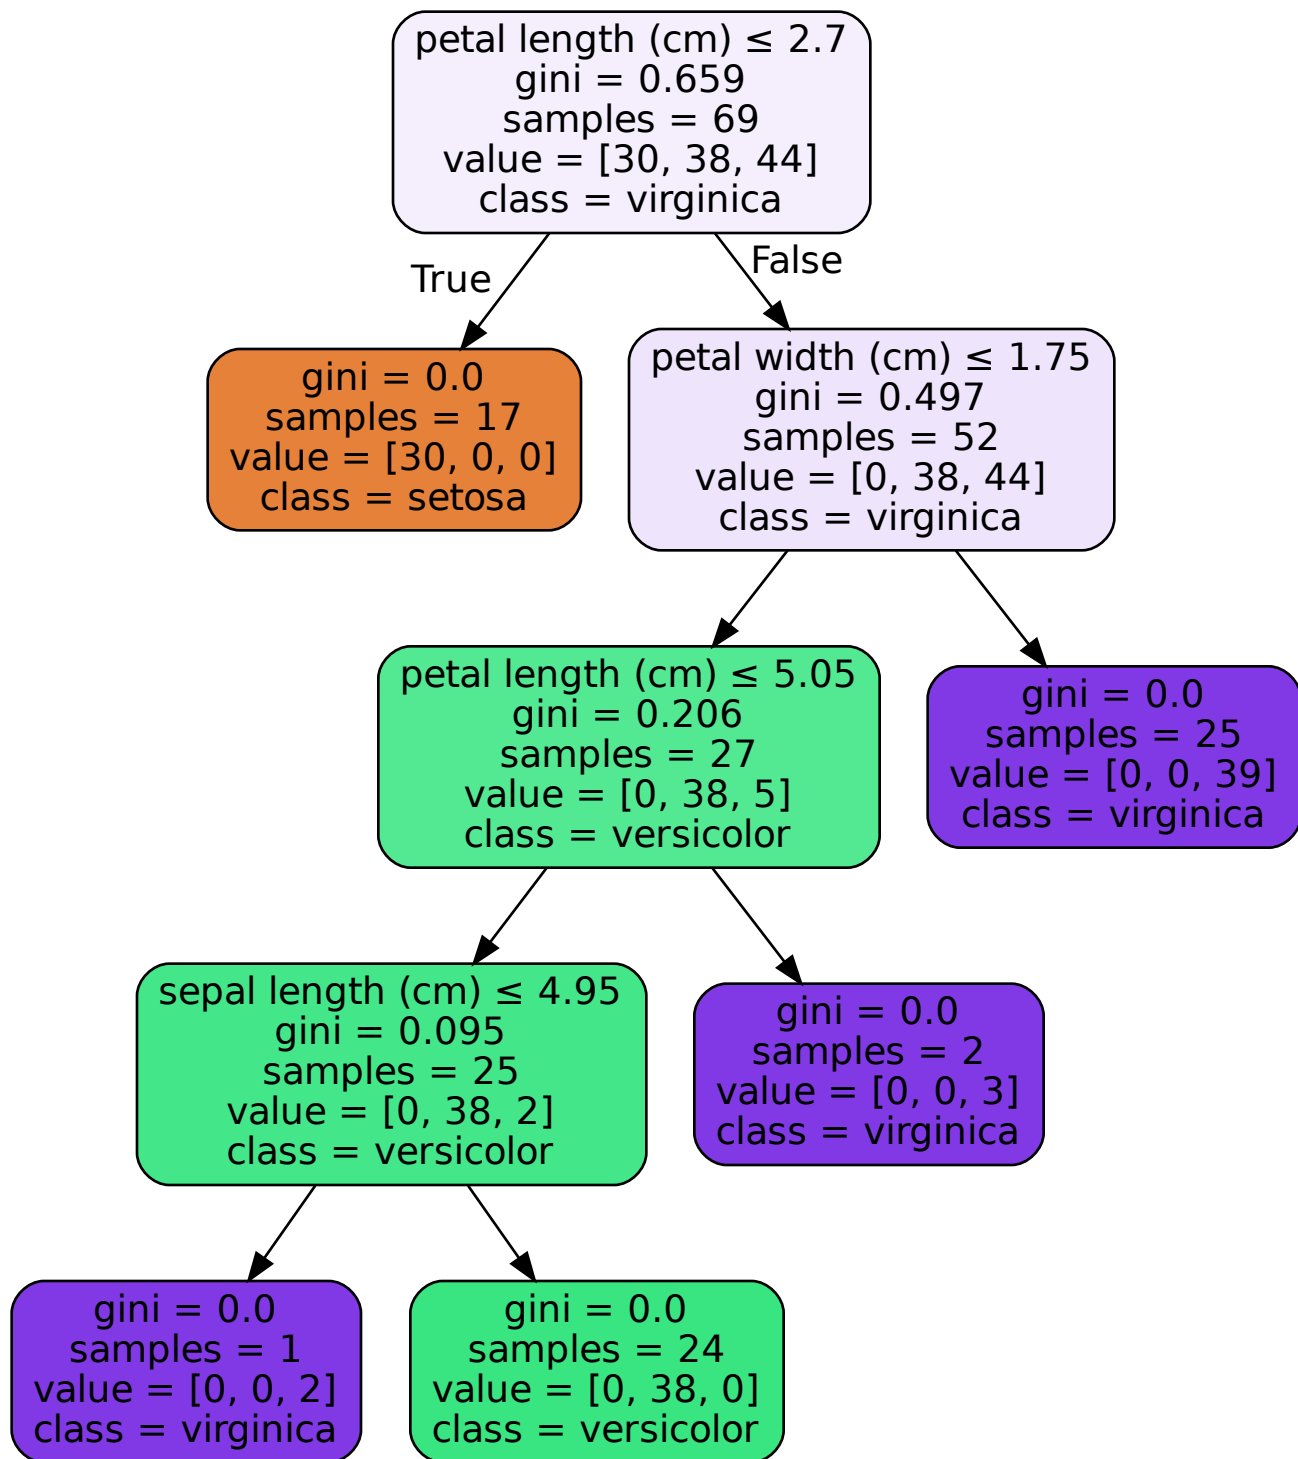 petal length (cm) ≤ 2.7
gini = 0.659
samples = 69
value = [30, 38, 44]
class = virginica
True
False
gini = 0.0
samples = 17
value = [30, 0, 0]
class = setosa
petal width (cm) ≤ 1.75
gini = 0.497
samples = 52
value = [0, 38, 44]
class = virginica
petal length (cm) ≤ 5.05
gini = 0.206
samples = 27
value = [0, 38, 5]
class = versicolor
gini = 0.0
samples = 25
value = [0, 0, 39]
class = virginica
sepal length (cm) ≤ 4.95
gini = 0.095
samples = 25
value = [0, 38, 2]
class = versicolor
gini = 0.0
samples = 2
value = [0, 0, 3]
class = virginica
gini = 0.0
samples = 1
value = [0, 0, 2]
class = virginica
gini = 0.0
samples = 24
value = [0, 38, 0]
class = versicolor